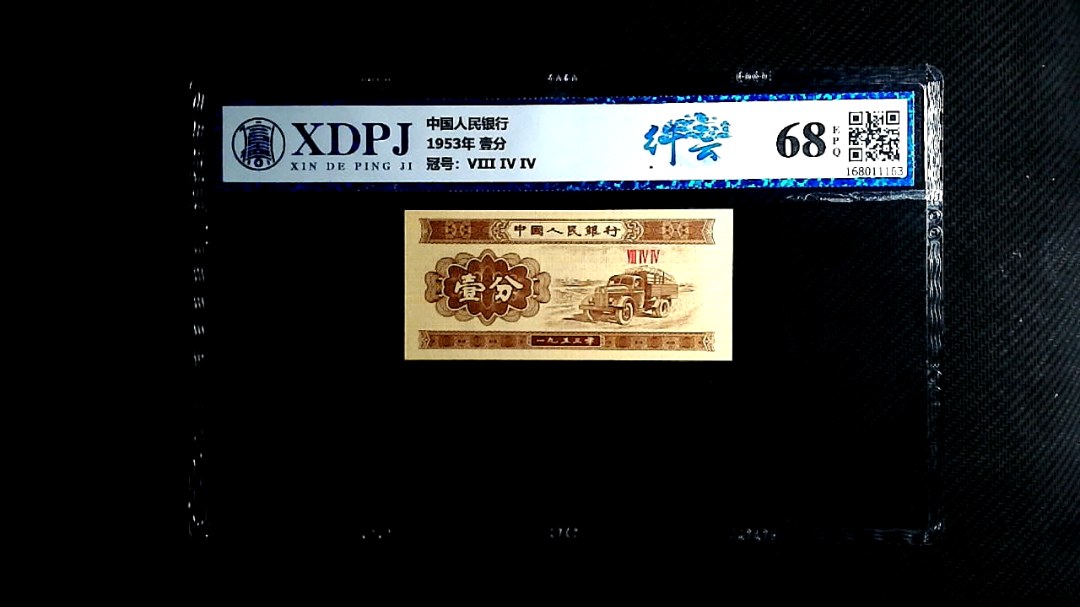 XDPJ
XIN DE PING JI
中国人民银行
1953年 壹分
冠号：VIII IV IV
68
EPQ
168011163
中國人民銀行
VIII IV IV
壹分
一九五三年